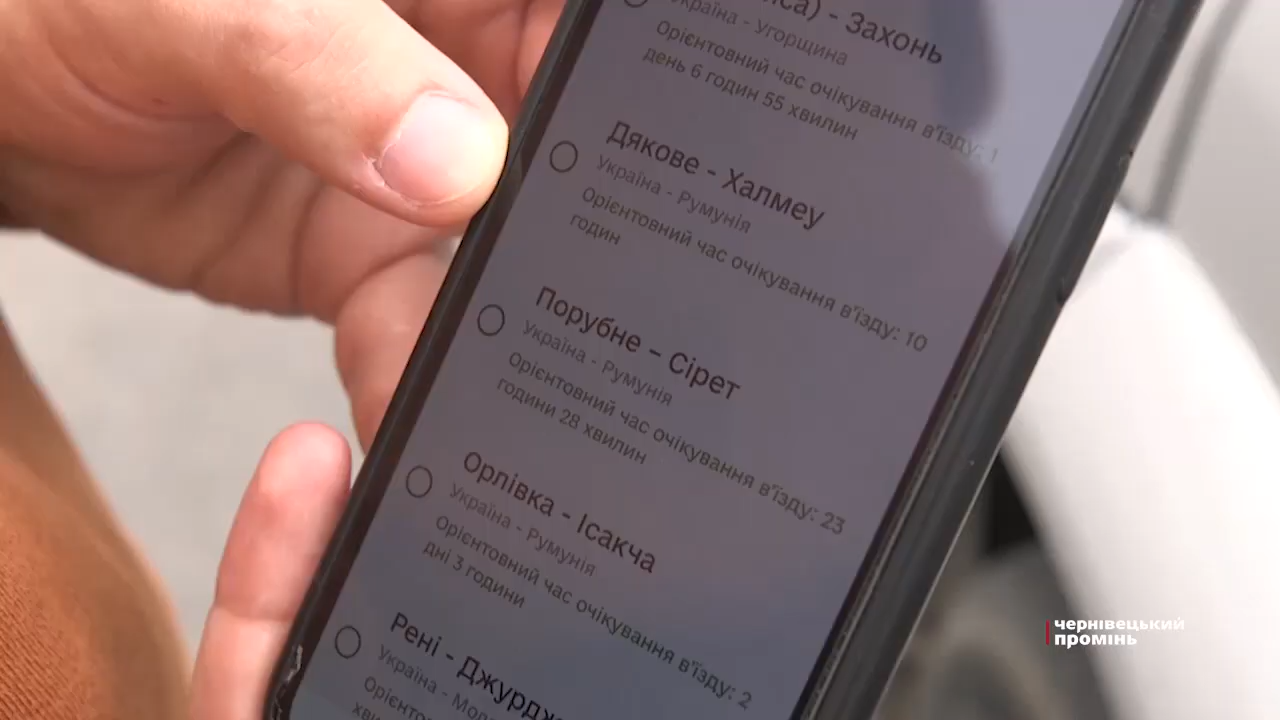 - Захонь
Україна - Угорщина
Орієнтовний час очікування в'їзду: 1
день 6 годин 55 хвилин
Дякове - Халмеу
Україна - Румунія
Орієнтовний час очікування в'їзду: 10
годин
Порубне – Сірет
Україна - Румунія
Орієнтовний час очікування в'їзду: 23
години 28 хвилин
Орлівка - Ісакча
Україна - Румунія
Орієнтовний час очікування в'їзду: 2
дні 3 години
Рені -
Україна -
чернівецький
промінь